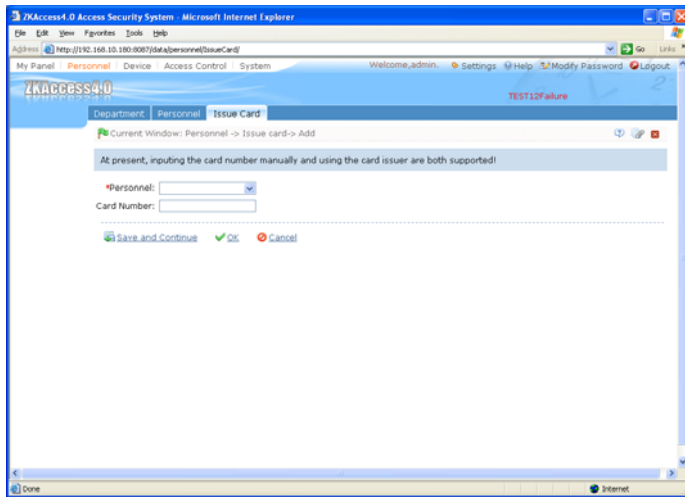 ZKAccess4.0 Access Security System - Microsoft Internet Explorer
File Edit View Favorites Tools Help
Address http://192.168.10.180:8087/data/personnel/IssueCard/ Go Links
My Panel Personnel Device Access Control System Welcome,admin. Settings Help Modify Password Logout
ZKAccess4.0 TEST12Failure
Department Personnel Issue Card
Current Window: Personnel -> Issue card-> Add
At present, inputing the card number manually and using the card issuer are both supported!
*Personnel:
Card Number:
Save and Continue OK Cancel
Done Internet